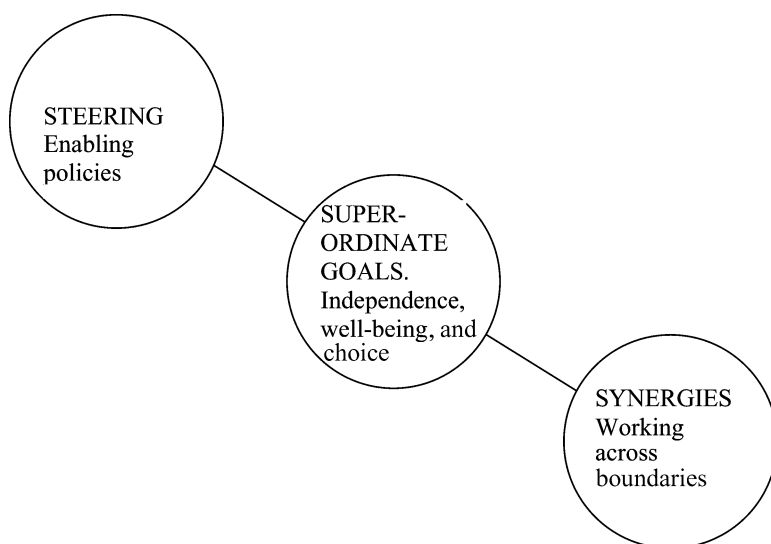 STEERING
Enabling
policies
SUPER-
ORDINATE
GOALS.
Independence,
well-being, and
choice
SYNERGIES
Working
across
boundaries